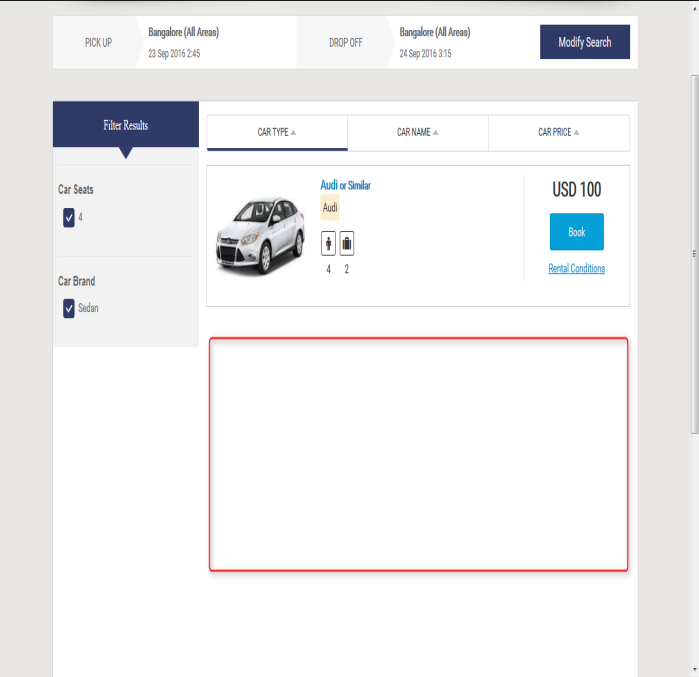 PICK UP
Bangalore (All Areas)
23 Sep 2016 2:45
DROP OFF
Bangalore (All Areas)
24 Sep 2016 3:15
Modify Search
Filter Results
Car Seats
4
Car Brand
Sedan
CAR TYPE
CAR NAME
CAR PRICE
Audi or Similar
Audi
4 2
USD 100
Book
Rental Conditions